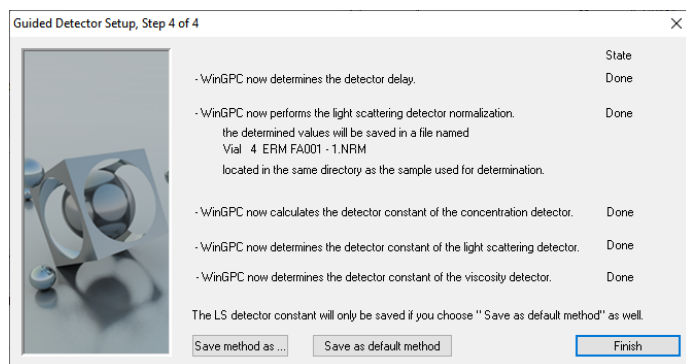 Guided Detector Setup, Step 4 of 4
State
- WinGPC now determines the detector delay. Done
- WinGPC now performs the light scattering detector normalization. Done
the determined values will be saved in a file named
Vial 4 ERM FA001 - 1.NRM
located in the same directory as the sample used for determination.
- WinGPC now calculates the detector constant of the concentration detector. Done
- WinGPC now determines the detector constant of the light scattering detector. Done
- WinGPC now determines the detector constant of the viscosity detector. Done
The LS detector constant will only be saved if you choose " Save as default method" as well.
Save method as ... Save as default method Finish